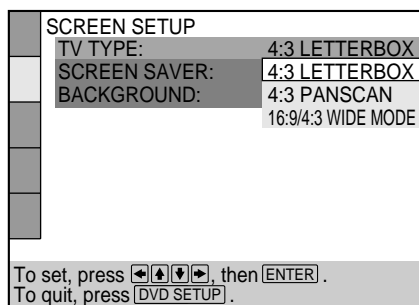 SCREEN SETUP
TV TYPE: 4:3 LETTERBOX
SCREEN SAVER: 4:3 LETTERBOX
BACKGROUND: 4:3 PANSCAN
16:9/4:3 WIDE MODE
To set, press ←↑↓→, then ENTER.
To quit, press DVD SETUP.